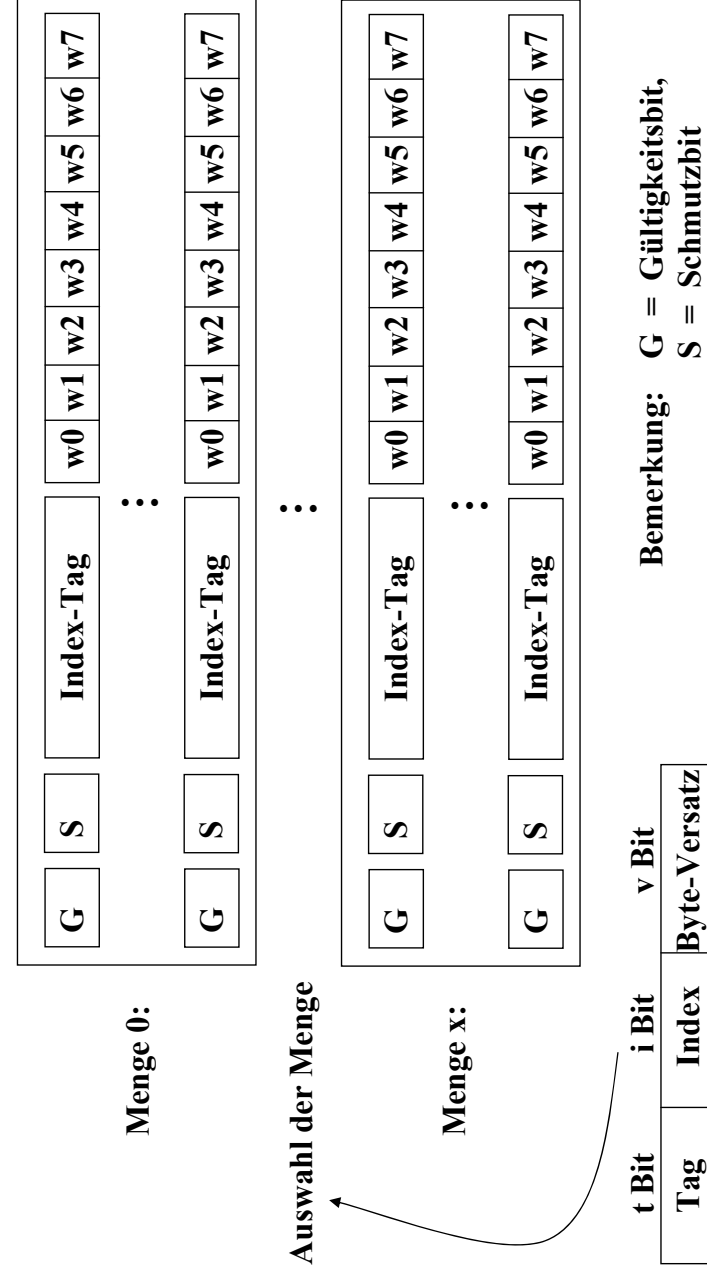 Menge 0:
G S Index-Tag w0 w1 w2 w3 w4 w5 w6 w7
...
G S Index-Tag w0 w1 w2 w3 w4 w5 w6 w7
Auswahl der Menge
...
Menge x:
G S Index-Tag w0 w1 w2 w3 w4 w5 w6 w7
...
G S Index-Tag w0 w1 w2 w3 w4 w5 w6 w7
t Bit i Bit v Bit
Tag Index Byte-Versatz
Bemerkung: G = Gültigkeitsbit,
S = Schmutzbit